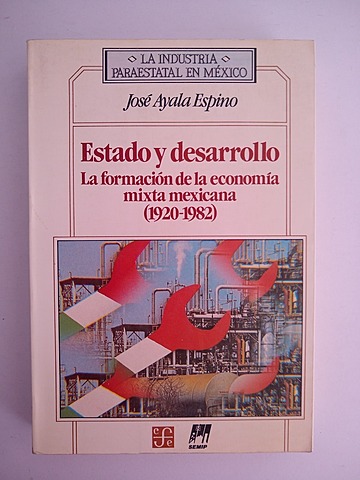 LA INDUSTRIA
PARAESTATAL EN MÉXICO
José Ayala Espino
Estado y desarrollo
La formación de la economía
mixta mexicana
(1920-1982)
cfe
SEMIP